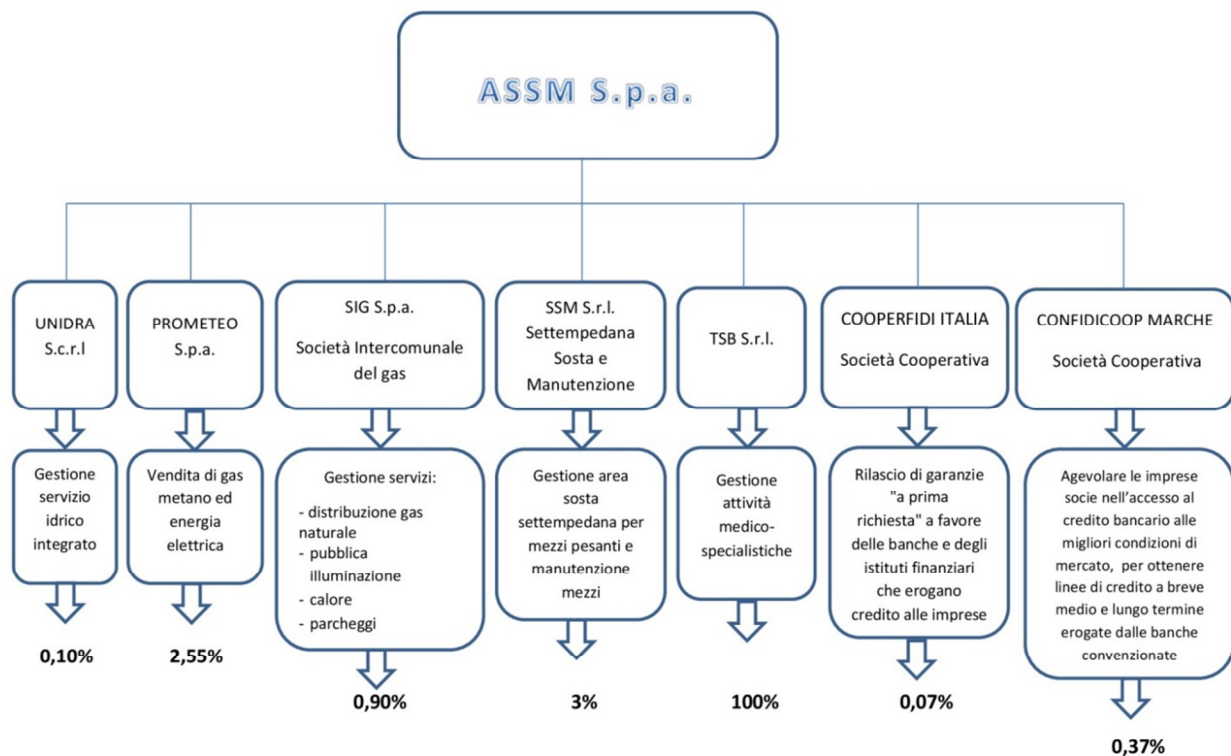 ASSM S.p.a.
UNIDRA
S.c.r.l
PROMETEO
S.p.a.
SIG S.p.a.
Società Intercomunale
del gas
SSM S.r.l.
Settempedana
Sosta e
Manutenzione
TSB S.r.l.
COOPERFIDI ITALIA
Società Cooperativa
CONFIDICOOP MARCHE
Società Cooperativa
Gestione
servizio
idrico
integrato
Vendita di gas
metano ed
energia
elettrica
Gestione servizi:
- distribuzione gas
naturale
- pubblica
illuminazione
- calore
- parcheggi
Gestione area
sosta
settempedana per
mezzi pesanti e
manutenzione
mezzi
Gestione
attività
medico-
specialistiche
Rilascio di garanzie
"a prima
richiesta" a favore
delle banche e degli
istituti finanziari
che erogano
credito alle imprese
Agevolare le imprese
socie nell’accesso al
credito bancario alle
migliori condizioni di
mercato, per ottenere
linee di credito a breve
medio e lungo termine
erogate dalle banche
convenzionate
0,10%
2,55%
0,90%
3%
100%
0,07%
0,37%